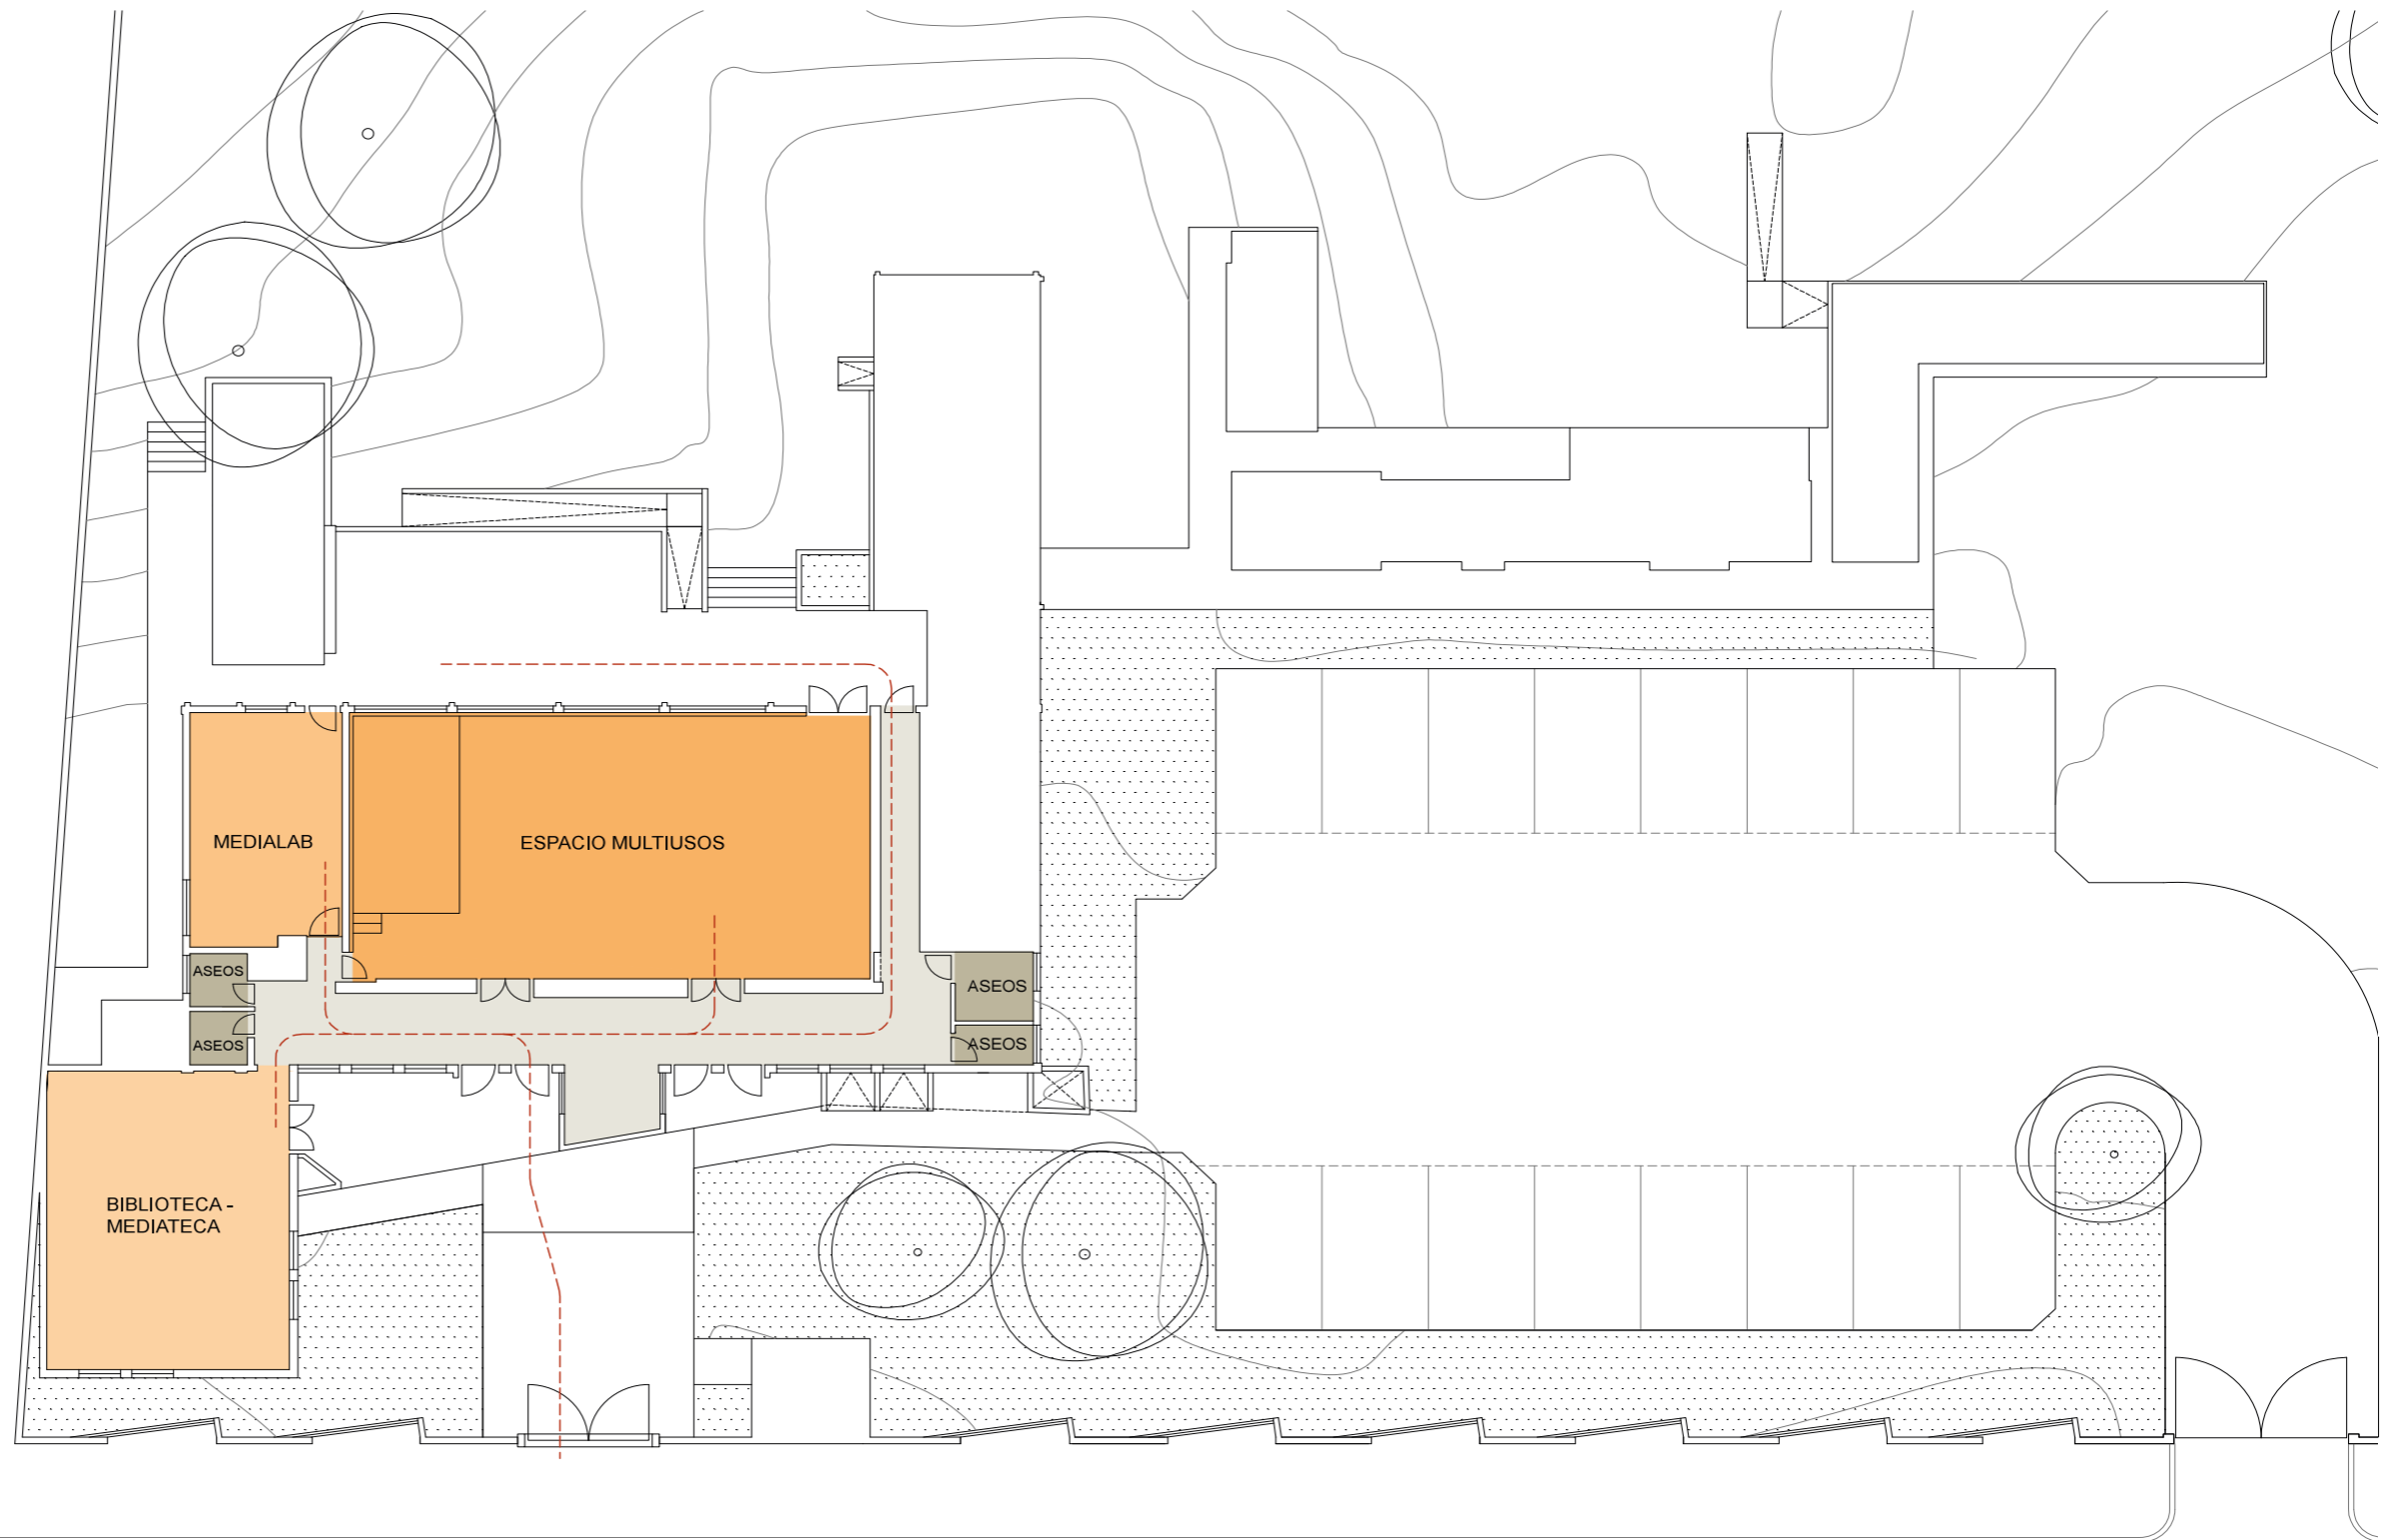 MEDIALAB
ESPACIO MULTIUSOS
ASEOS
ASEOS
ASEOS
ASEOS
BIBLIOTECA -
MEDIATECA